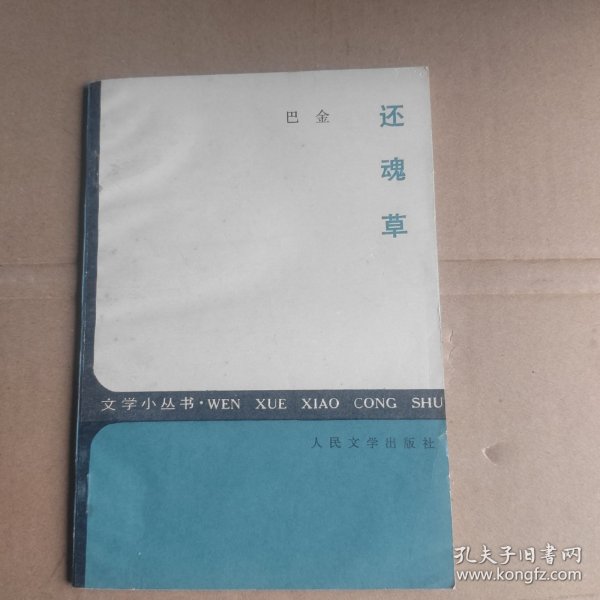 还魂草
巴金
文学小丛书·WEN XUE XIAO CONG SHU
人民文学出版社
孔夫子旧书网
www.kongfz.com